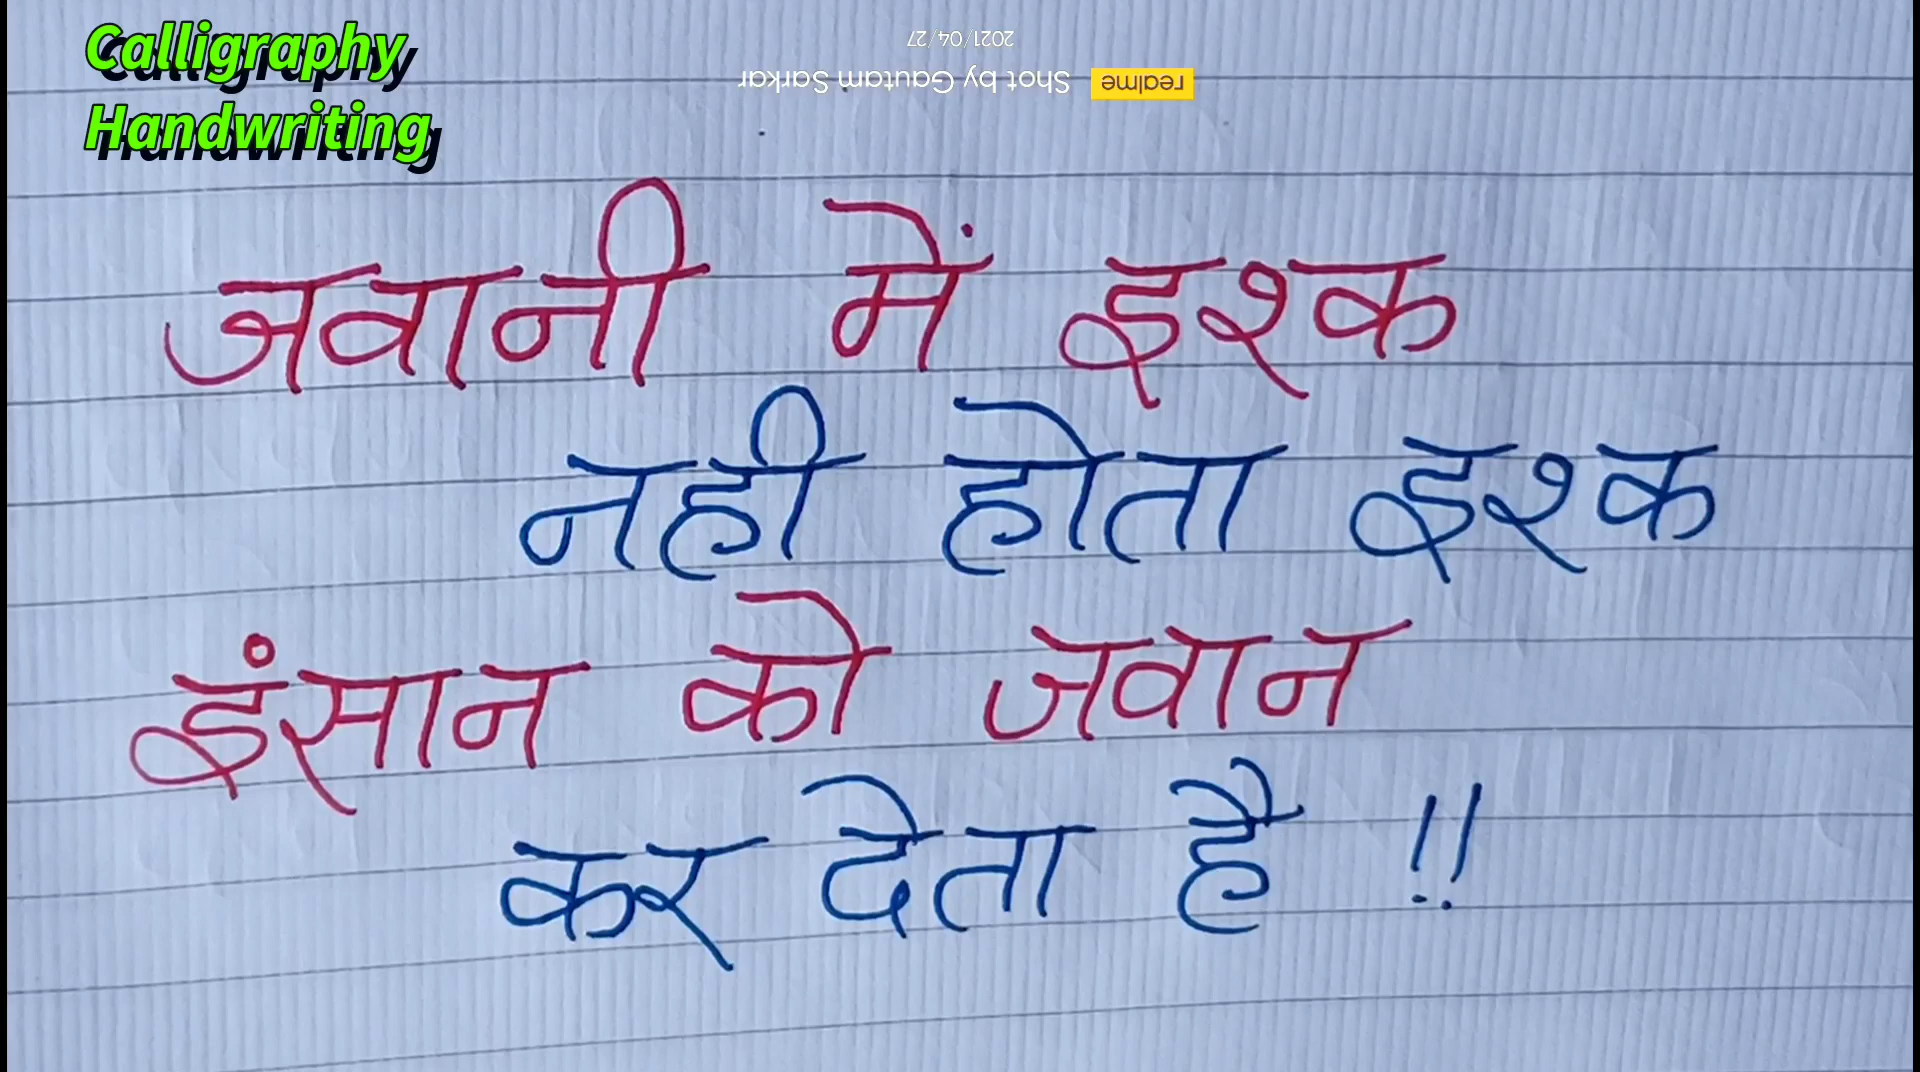 Calligraphy
Handwriting
2021/04/27
realme Shot by Gautam Sarkar
जवानी में इश्क
नही होता इश्क
इंसान को जवान
कर देता है !!